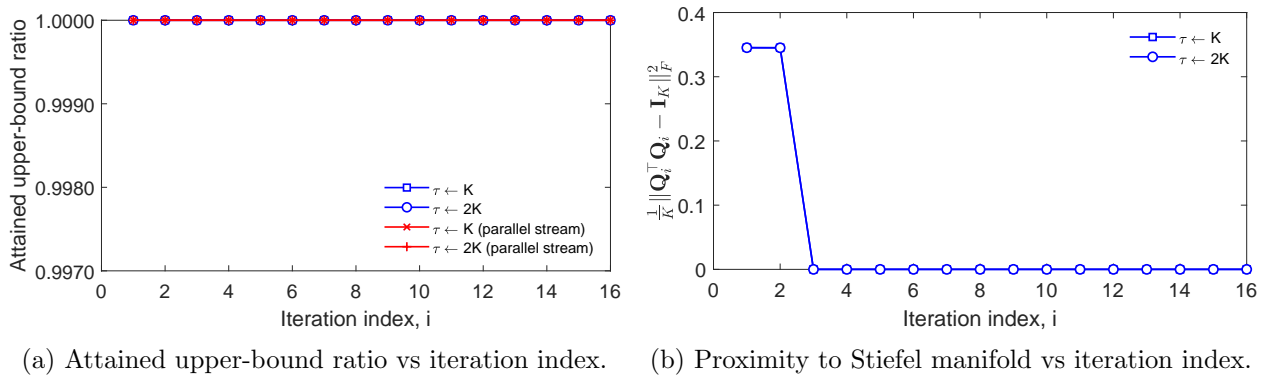 Attained upper-bound ratio
1.0000
0.9990
0.9980
0.9970
τ ← K
τ ← 2K
τ ← K (parallel stream)
τ ← 2K (parallel stream)
0 2 4 6 8 10 12 14 16
Iteration index, i
(a) Attained upper-bound ratio vs iteration index.
1/K ||Q_i^⊤ Q_i − I_K||_F^2
0.4
0.3
0.2
0.1
0
τ ← K
τ ← 2K
0 2 4 6 8 10 12 14 16
Iteration index, i
(b) Proximity to Stiefel manifold vs iteration index.